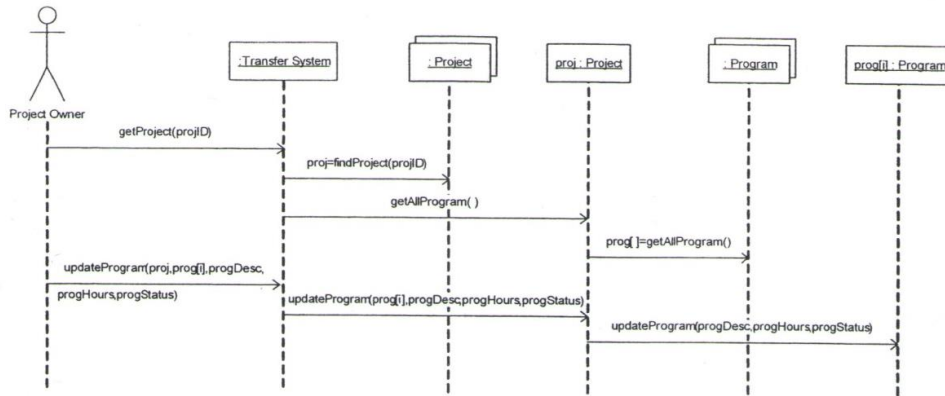 :Transfer System
: Project
proj : Project
: Program
prog[i] : Program
Project Owner
getProject(projID)
proj=findProject(projID)
getAllProgram( )
prog[ ]=getAllProgram()
updateProgram(proj,prog[i],progDesc,
progHours,progStatus)
updateProgram(prog[i],progDesc,progHours,progStatus)
updateProgram(progDesc,progHours,progStatus)